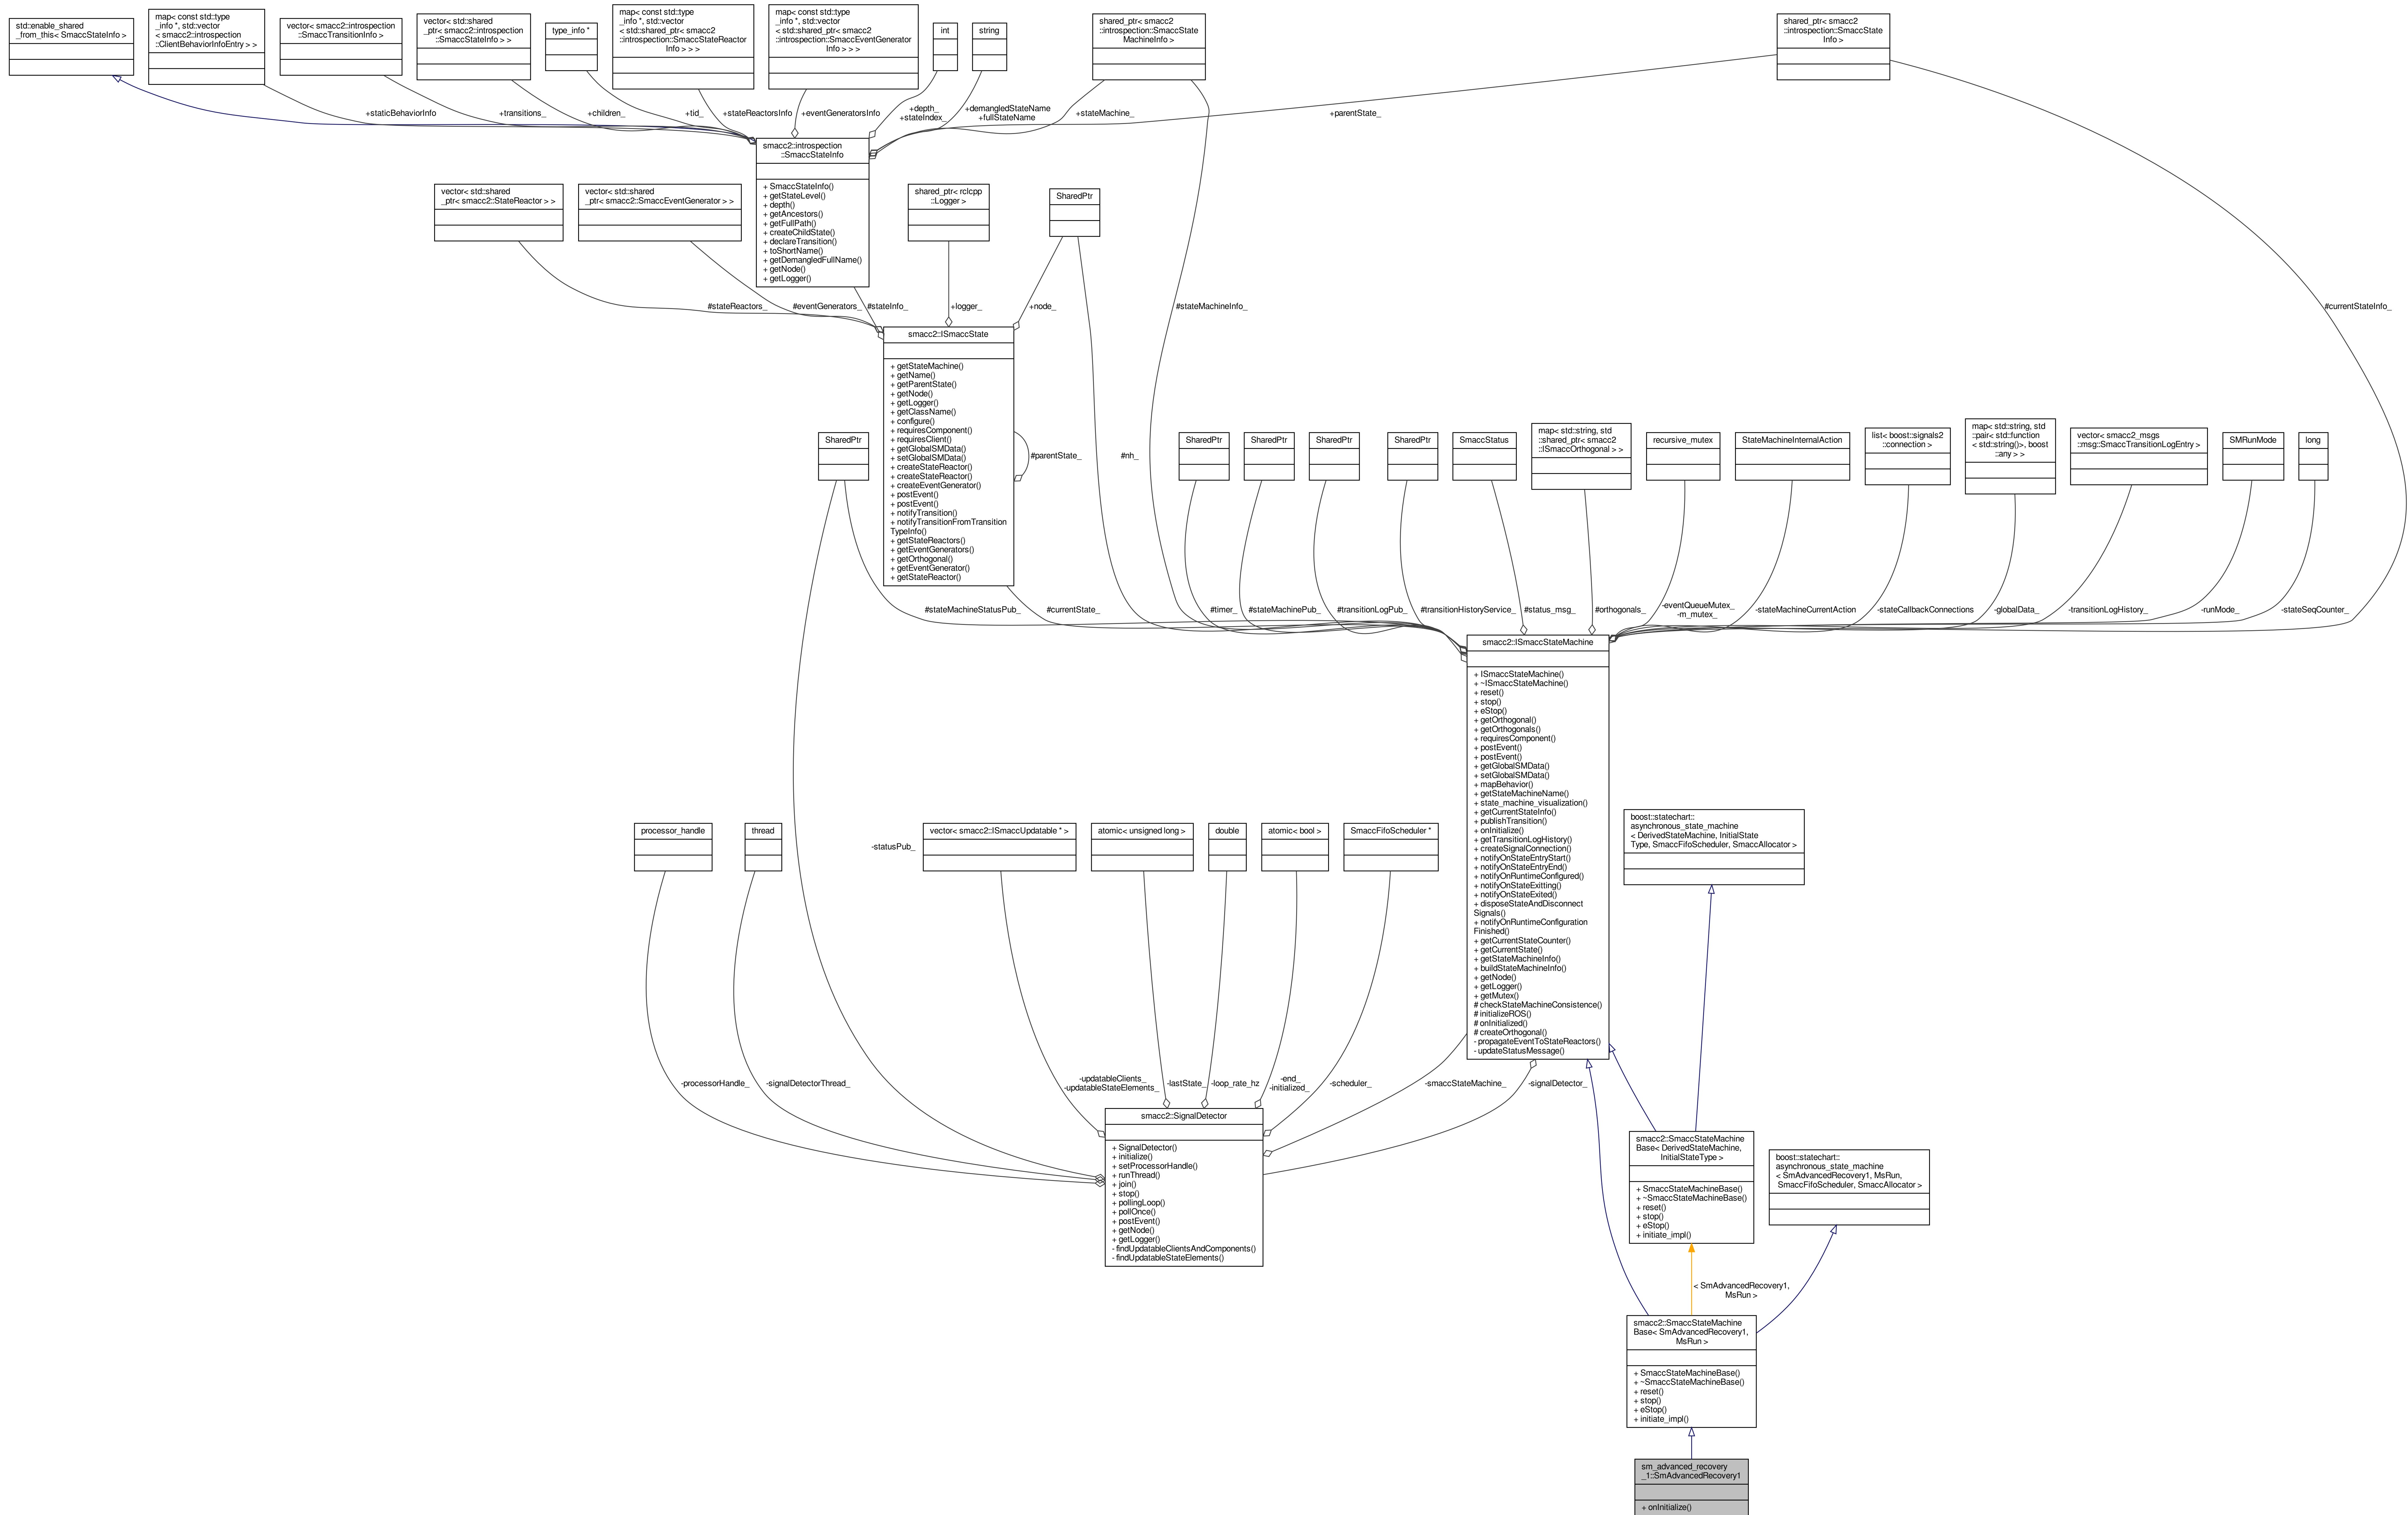 std::enable_shared
_from_this< SmaccStateInfo >
map< const std::type
_info *, std::vector
< smacc2::introspection
::ClientBehaviorInfoEntry > >
vector< smacc2::introspection
::SmaccTransitionInfo >
vector< std::shared
_ptr< smacc2::introspection
::SmaccStateInfo > >
type_info *
map< const std::type
_info *, std::vector
< std::shared_ptr< smacc2
::introspection::SmaccStateReactor
Info > > >
map< const std::type
_info *, std::vector
< std::shared_ptr< smacc2
::introspection::SmaccEventGenerator
Info > > >
int
string
shared_ptr< smacc2
::introspection::SmaccState
MachineInfo >
shared_ptr< smacc2
::introspection::SmaccState
Info >
+staticBehaviorInfo
+transitions_
+children_
+tid_
+stateReactorsInfo
+eventGeneratorsInfo
+depth_
+stateIndex_
+demangledStateName
+fullStateName
+stateMachine_
+parentState_
smacc2::introspection
::SmaccStateInfo
+ SmaccStateInfo()
+ getStateLevel()
+ depth()
+ getAncestors()
+ getFullPath()
+ createChildState()
+ declareTransition()
+ toShortName()
+ getDemangledFullName()
+ getNode()
+ getLogger()
vector< std::shared
_ptr< smacc2::StateReactor > >
vector< std::shared
_ptr< smacc2::SmaccEventGenerator > >
shared_ptr< rclcpp
::Logger >
SharedPtr
#stateReactors_
#eventGenerators_
#stateInfo_
+logger_
+node_
#stateMachineInfo_
#currentStateInfo_
smacc2::ISmaccState
+ getStateMachine()
+ getName()
+ getParentState()
+ getNode()
+ getLogger()
+ getClassName()
+ configure()
+ requiresComponent()
+ requiresClient()
+ getGlobalSMData()
+ setGlobalSMData()
+ createStateReactor()
+ createStateReactor()
+ createEventGenerator()
+ postEvent()
+ postEvent()
+ notifyTransition()
+ notifyTransitionFromTransition
TypeInfo()
+ getStateReactors()
+ getEventGenerators()
+ getOrthogonal()
+ getEventGenerator()
+ getStateReactor()
#parentState_
#nh_
SharedPtr
SharedPtr
SharedPtr
SharedPtr
SharedPtr
SmaccStatus
map< std::string, std
::shared_ptr< smacc2
::ISmaccOrthogonal > >
recursive_mutex
StateMachineInternalAction
list< boost::signals2
::connection >
map< std::string, std
::pair< std::function
< std::string()>, boost
::any > >
vector< smacc2_msgs
::msg::SmaccTransitionLogEntry >
SMRunMode
long
#stateMachineStatusPub_
#currentState_
#timer_
#stateMachinePub_
#transitionLogPub_
#transitionHistoryService_
#status_msg_
#orthogonals_
-eventQueueMutex_
-m_mutex_
-stateMachineCurrentAction
-stateCallbackConnections
-globalData_
-transitionLogHistory_
-runMode_
-stateSeqCounter_
smacc2::ISmaccStateMachine
+ ISmaccStateMachine()
+ ~ISmaccStateMachine()
+ reset()
+ stop()
+ eStop()
+ getOrthogonal()
+ getOrthogonals()
+ requiresComponent()
+ postEvent()
+ postEvent()
+ getGlobalSMData()
+ setGlobalSMData()
+ mapBehavior()
+ getStateMachineName()
+ state_machine_visualization()
+ getCurrentStateInfo()
+ publishTransition()
+ onInitialize()
+ getTransitionLogHistory()
+ createSignalConnection()
+ notifyOnStateEntryStart()
+ notifyOnStateEntryEnd()
+ notifyOnRuntimeConfigured()
+ notifyOnStateExitting()
+ notifyOnStateExited()
+ disposeStateAndDisconnect
Signals()
+ notifyOnRuntimeConfiguration
Finished()
+ getCurrentStateCounter()
+ getCurrentState()
+ getStateMachineInfo()
+ buildStateMachineInfo()
+ getNode()
+ getLogger()
+ getMutex()
# checkStateMachineConsistence()
# initializeROS()
# onInitialized()
# createOrthogonal()
- propagateEventToStateReactors()
- updateStatusMessage()
processor_handle
thread
-statusPub_
vector< smacc2::ISmaccUpdatable * >
atomic< unsigned long >
double
atomic< bool >
SmaccFifoScheduler *
boost::statechart::
asynchronous_state_machine
< DerivedStateMachine, InitialState
Type, SmaccFifoScheduler, SmaccAllocator >
-processorHandle_
-signalDetectorThread_
-updatableClients_
-updatableStateElements_
-lastState_
-loop_rate_hz
-end_
-initialized_
-scheduler_
-smaccStateMachine_
-signalDetector_
smacc2::SignalDetector
+ SignalDetector()
+ initialize()
+ setProcessorHandle()
+ runThread()
+ join()
+ stop()
+ pollingLoop()
+ pollOnce()
+ postEvent()
+ getNode()
+ getLogger()
- findUpdatableClientsAndComponents()
- findUpdatableStateElements()
smacc2::SmaccStateMachine
Base< DerivedStateMachine,
InitialStateType >
+ SmaccStateMachineBase()
+ ~SmaccStateMachineBase()
+ reset()
+ stop()
+ eStop()
+ initiate_impl()
boost::statechart::
asynchronous_state_machine
< SmAdvancedRecovery1, MsRun,
SmaccFifoScheduler, SmaccAllocator >
< SmAdvancedRecovery1,
MsRun >
smacc2::SmaccStateMachine
Base< SmAdvancedRecovery1,
MsRun >
+ SmaccStateMachineBase()
+ ~SmaccStateMachineBase()
+ reset()
+ stop()
+ eStop()
+ initiate_impl()
sm_advanced_recovery
_1::SmAdvancedRecovery1
+ onInitialize()